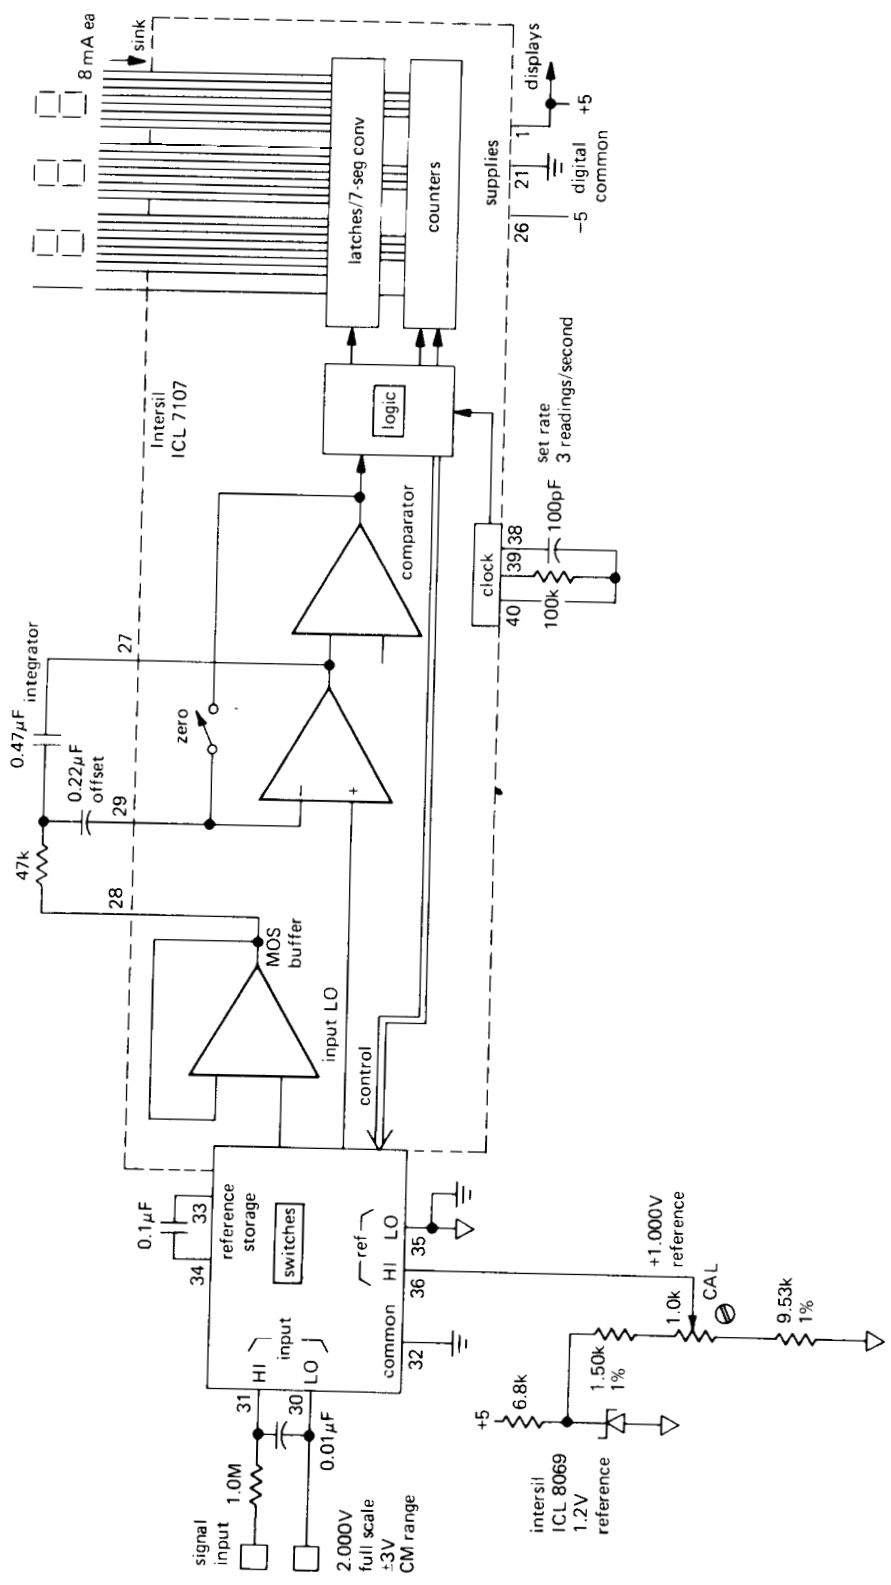 signal
input
1.0M
31
30
0.01μF
2.000V
full scale
±3V
CM range
HI
input
LO
34
0.1μF
33
reference
storage
switches
ref
HI
LO
common
32
36
35
+1.000V
reference
intersil
ICL 8069
1.2V
reference
+5
6.8k
1.50k
1%
1.0k
CAL
9.53k
1%
MOS
buffer
input LO
control
28
47k
0.22μF
offset
29
0.47μF
integrator
27
zero
−
+
comparator
Intersil
ICL 7107
logic
clock
40
39
38
100k
100pF
set rate
3 readings/second
latches/7-seg conv
counters
8 mA ea
sink
supplies
26
21
1
−5
digital
common
+5
displays